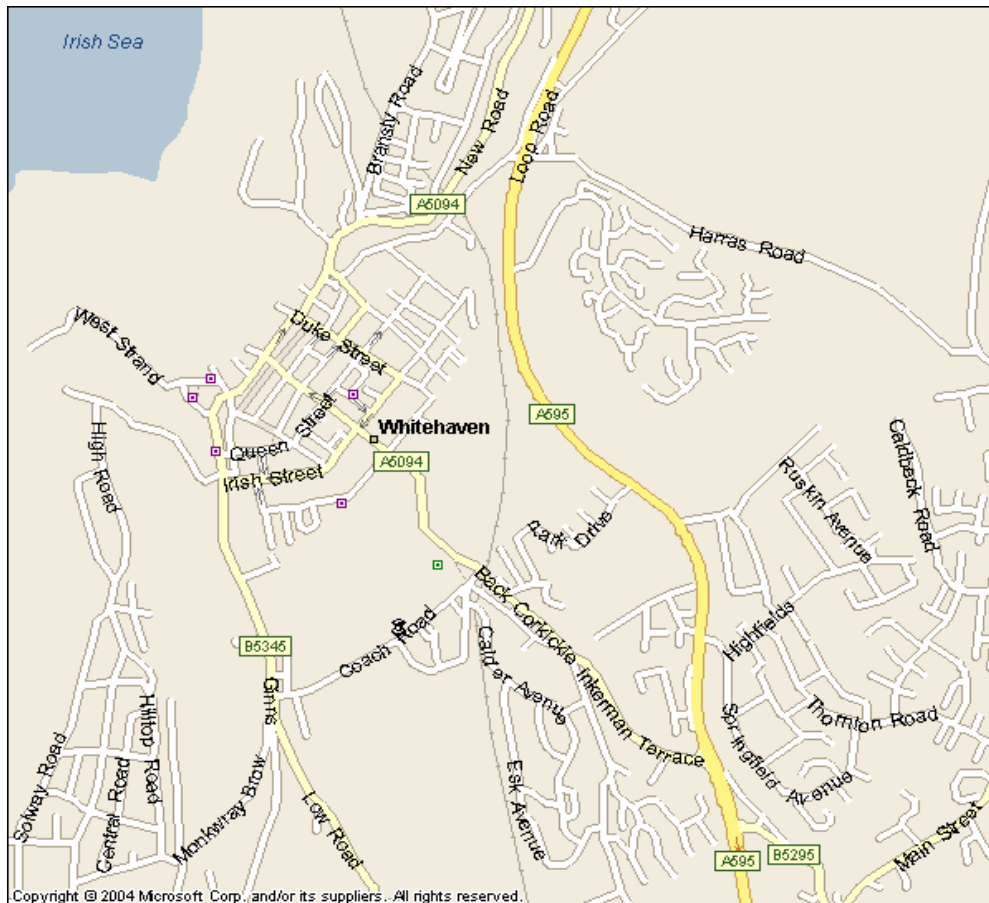 Irish Sea
Bransty Road
New Road
Loop Road
A5094
Harras Road
West Strand
Duke Street
A595
High Road
Queen Street
Whitehaven
Irish Street
A5094
Caldbeck Road
Ruskin Avenue
Park Drive
Back Corkickle
Highfields
B5345
Coach Road
Calder Avenue
Inkerman Terrace
Ginns
Hilltop Road
Springfield Avenue
Thornton Road
Solway Road
Central Road
Monkwray Brow
Low Road
Esk Avenue
A595
B5295
Main Street
Copyright © 2004 Microsoft Corp. and/or its suppliers. All rights reserved.